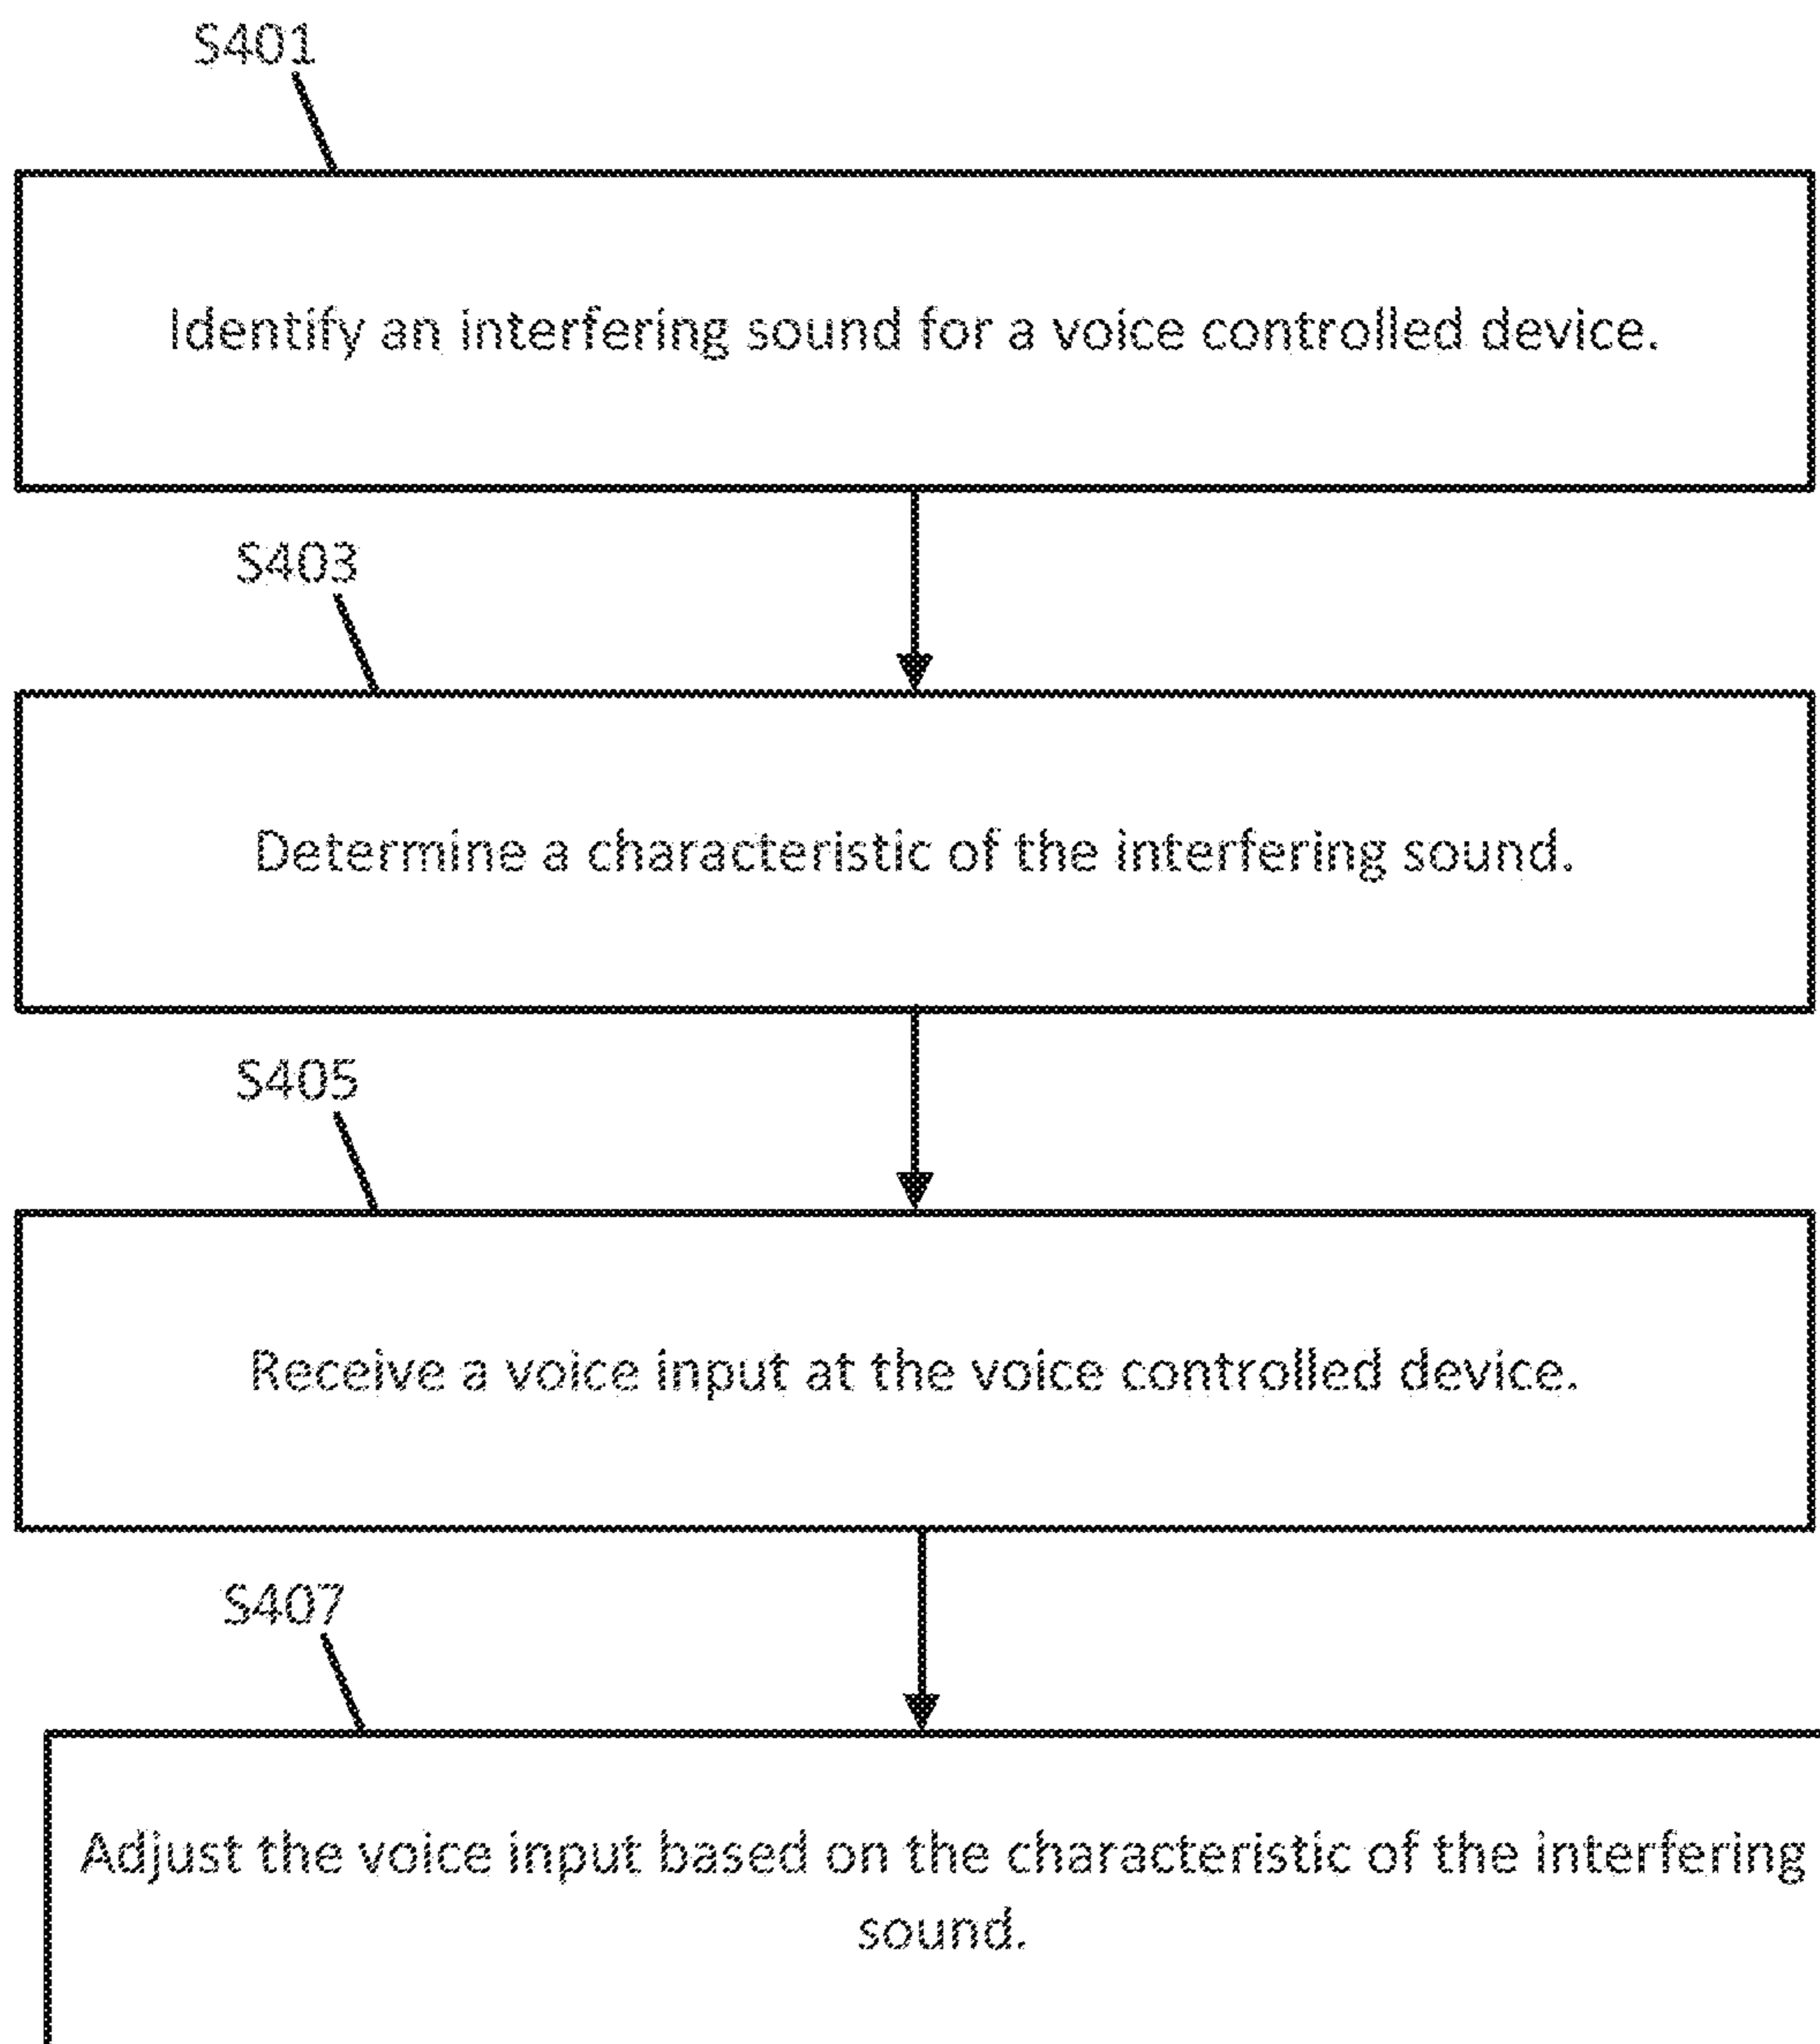 S401
Identify an interfering sound for a voice controlled device.
S403
Determine a characteristic of the interfering sound.
S405
Receive a voice input at the voice controlled device.
S407
Adjust the voice input based on the characteristic of the interfering
sound.